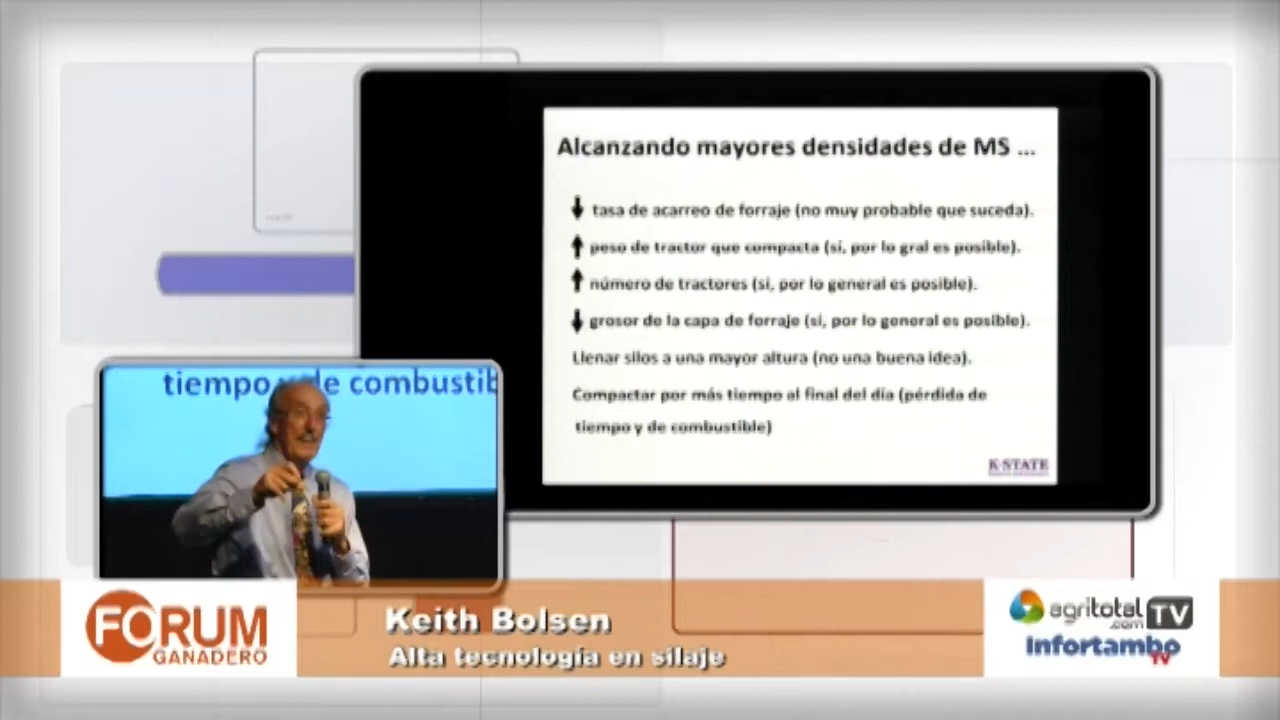 Alcanzando mayores densidades de MS ...
tasa de acarreo de forraje (no muy probable que suceda).
peso de tractor que compacta (sí, por lo gral es posible).
número de tractores (si, por lo general es posible).
grosor de la capa de forraje (si, por lo general es posible).
Llenar silos a una mayor altura (no una buena idea).
Compactar por más tiempo al final del día (pérdida de
tiempo y de combustible)
K-STATE
tiempo y de combustib
FORUM
GANADERO
Keith Bolsen
Alta tecnología en silaje
agritotal
.com
TV
Infortambo
TV